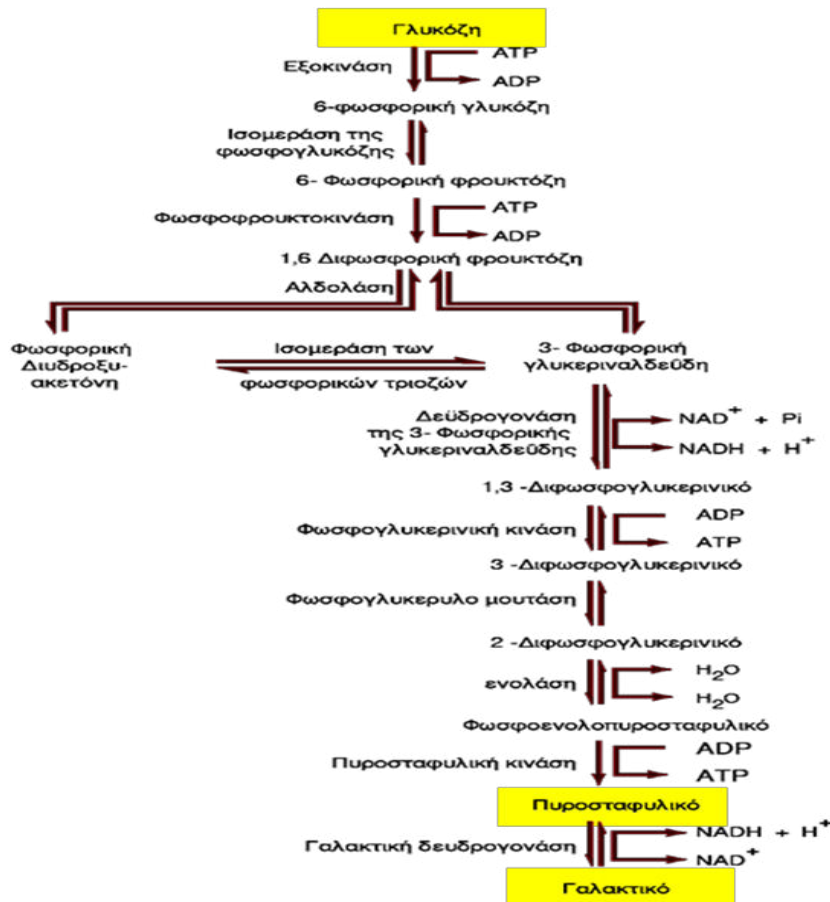 Γλυκόζη
Εξοκινάση
ATP
ADP
6-φωσφορική γλυκόζη
Ισομεράση της
φωσφογλυκόζης
6- Φωσφορική φρουκτόζη
Φωσφοφρουκτοκινάση
ATP
ADP
1,6 Διφωσφορική φρουκτόζη
Αλδολάση
Φωσφορική
Διυδροξυ-
ακετόνη
Ισομεράση των
φωσφορικών τριοζών
3- Φωσφορική
γλυκεριναλδεΰδη
Δεϋδρογονάση
της 3- Φωσφορικής
γλυκεριναλδεΰδης
NAD⁺ + Pi
NADH + H⁺
1,3 -Διφωσφογλυκερινικό
Φωσφογλυκερινική κινάση
ADP
ATP
3 -Διφωσφογλυκερινικό
Φωσφογλυκερυλο μουτάση
2 -Διφωσφογλυκερινικό
ενολάση
H₂O
H₂O
Φωσφοενολοπυροσταφυλικό
Πυροσταφυλική κινάση
ADP
ATP
Πυροσταφυλικό
Γαλακτική δευδρογονάση
NADH + H⁺
NAD⁺
Γαλακτικό